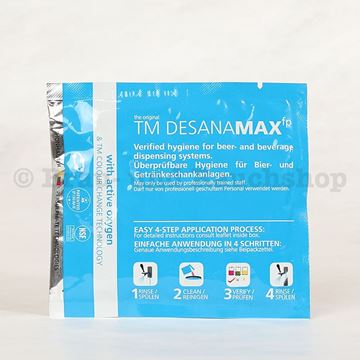 the original
TM DESANAMAX fp
Verified hygiene for beer- and beverage
dispensing systems.
Überprüfbare Hygiene für Bier- und
Getränkeschankanlagen.
May only be used by professionally trained staff.
Darf nur von professionell geschultem Personal verwendet werden.
EASY 4-STEP APPLICATION PROCESS:
For detailed instructions consult leaflet inside box.
EINFACHE ANWENDUNG IN 4 SCHRITTEN:
Genaue Anwendungsbeschreibung siehe Beipackzettel.
1 RINSE / SPÜLEN
2 CLEAN / REINIGEN
3 VERIFY / PRÜFEN
4 RINSE / SPÜLEN
with active oxygen
& TM COLOUR CHANGE TECHNOLOGY
NSF